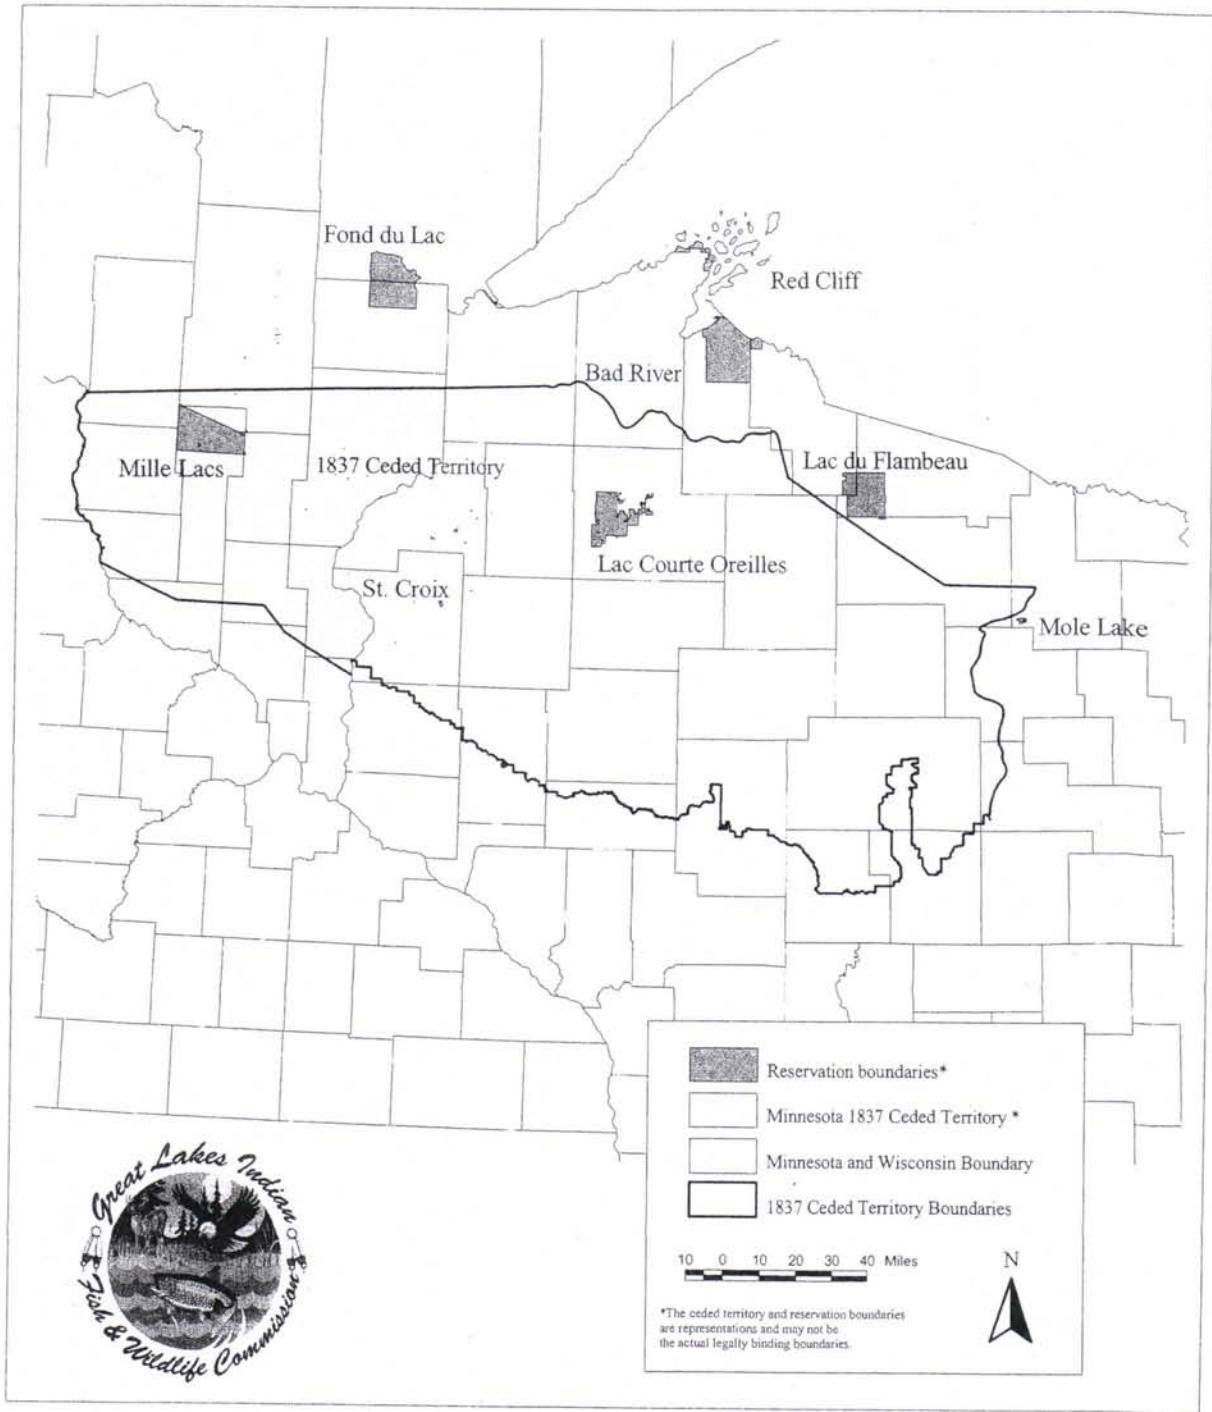 Fond du Lac
Red Cliff
Bad River
Mille Lacs
1837 Ceded Territory
Lac du Flambeau
Lac Courte Oreilles
St. Croix
Mole Lake
Reservation boundaries*
Minnesota 1837 Ceded Territory *
Minnesota and Wisconsin Boundary
1837 Ceded Territory Boundaries
10 0 10 20 30 40 Miles
N
*The ceded territory and reservation boundaries
are representations and may not be
the actual legally binding boundaries.
Great Lakes Indian
Fish & Wildlife Commission